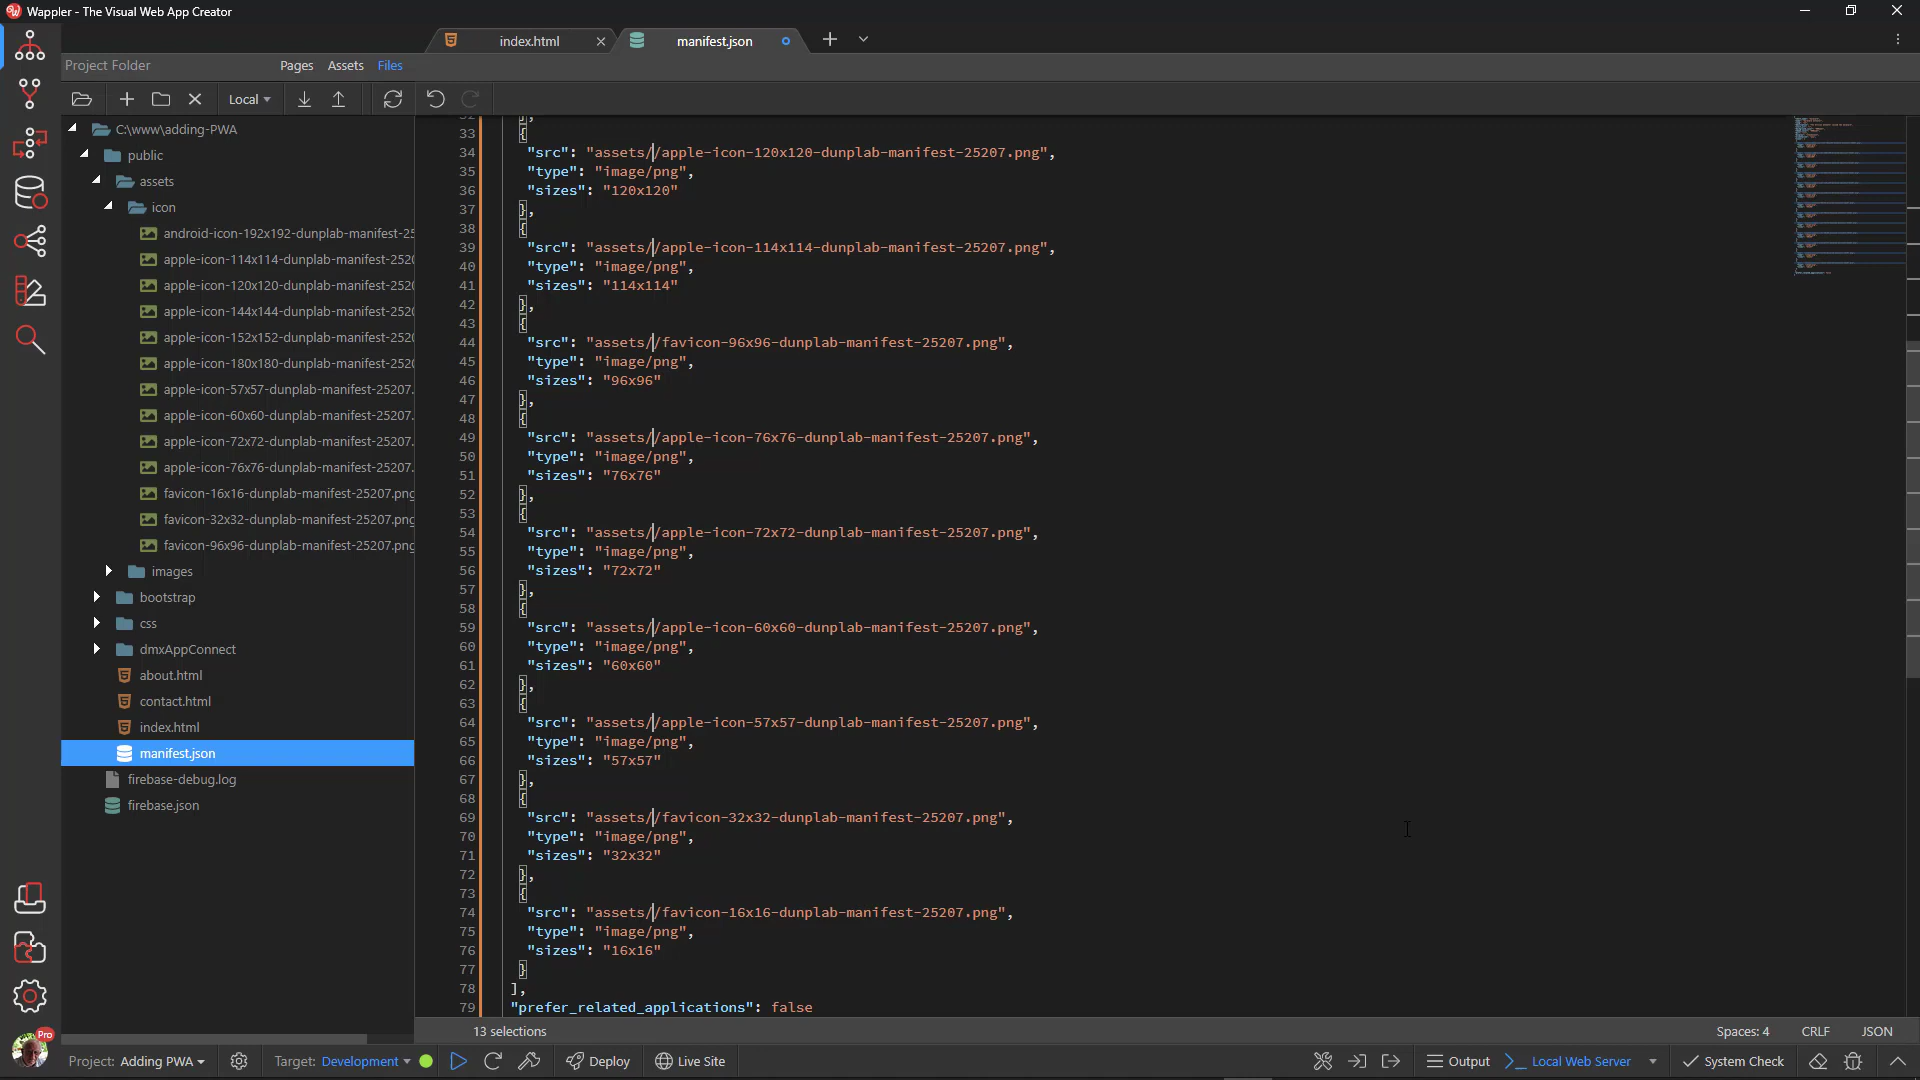 Wappler - The Visual Web App Creator
index.html
manifest.json
Project Folder
Pages Assets Files
Local
C:\www\adding-PWA
public
assets
icon
android-icon-192x192-dunplab-manifest-25
apple-icon-114x114-dunplab-manifest-2520
apple-icon-120x120-dunplab-manifest-2520
apple-icon-144x144-dunplab-manifest-2520
apple-icon-152x152-dunplab-manifest-2520
apple-icon-180x180-dunplab-manifest-2520
apple-icon-57x57-dunplab-manifest-25207.
apple-icon-60x60-dunplab-manifest-25207.
apple-icon-72x72-dunplab-manifest-25207.
apple-icon-76x76-dunplab-manifest-25207.
favicon-16x16-dunplab-manifest-25207.png
favicon-32x32-dunplab-manifest-25207.png
favicon-96x96-dunplab-manifest-25207.png
images
bootstrap
css
dmxAppConnect
about.html
contact.html
index.html
manifest.json
firebase-debug.log
firebase.json
32 },
33 {
34 "src": "assets//apple-icon-120x120-dunplab-manifest-25207.png",
35 "type": "image/png",
36 "sizes": "120x120"
37 },
38 {
39 "src": "assets//apple-icon-114x114-dunplab-manifest-25207.png",
40 "type": "image/png",
41 "sizes": "114x114"
42 },
43 {
44 "src": "assets//favicon-96x96-dunplab-manifest-25207.png",
45 "type": "image/png",
46 "sizes": "96x96"
47 },
48 {
49 "src": "assets//apple-icon-76x76-dunplab-manifest-25207.png",
50 "type": "image/png",
51 "sizes": "76x76"
52 },
53 {
54 "src": "assets//apple-icon-72x72-dunplab-manifest-25207.png",
55 "type": "image/png",
56 "sizes": "72x72"
57 },
58 {
59 "src": "assets//apple-icon-60x60-dunplab-manifest-25207.png",
60 "type": "image/png",
61 "sizes": "60x60"
62 },
63 {
64 "src": "assets//apple-icon-57x57-dunplab-manifest-25207.png",
65 "type": "image/png",
66 "sizes": "57x57"
67 },
68 {
69 "src": "assets//favicon-32x32-dunplab-manifest-25207.png",
70 "type": "image/png",
71 "sizes": "32x32"
72 },
73 {
74 "src": "assets//favicon-16x16-dunplab-manifest-25207.png",
75 "type": "image/png",
76 "sizes": "16x16"
77 }
78 ],
79 "prefer_related_applications": false
13 selections
Spaces: 4 CRLF JSON
Pro
Project: Adding PWA
Target: Development
Deploy
Live Site
Output
Local Web Server
System Check